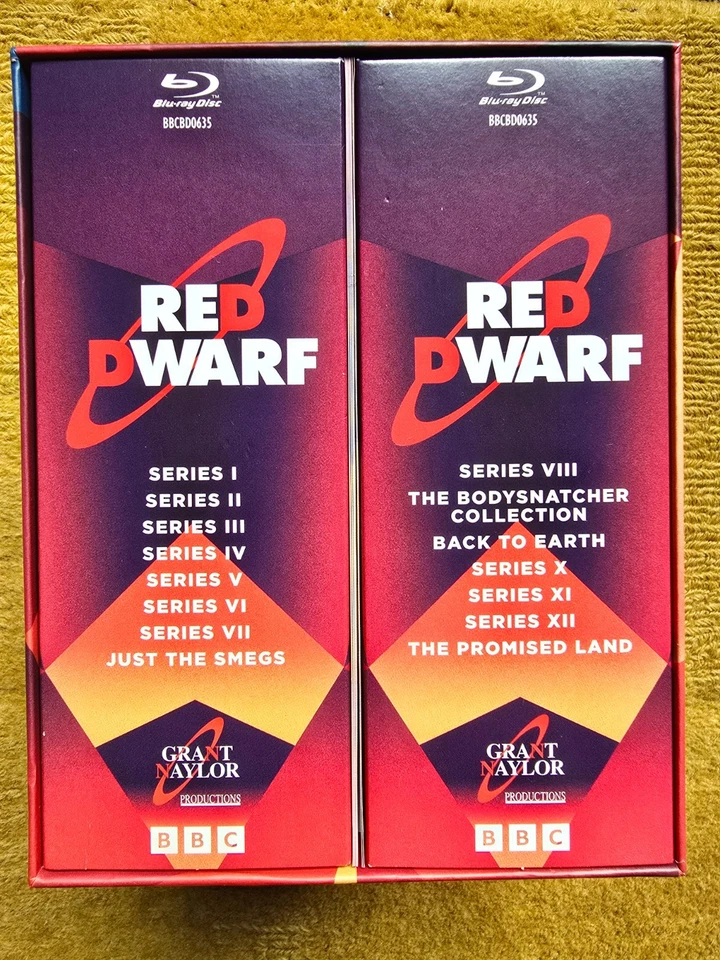 Blu-ray Disc™
BBCBD0635
RED
DWARF
SERIES I
SERIES II
SERIES III
SERIES IV
SERIES V
SERIES VI
SERIES VII
JUST THE SMEGS
GRANT
NAYLOR
PRODUCTIONS
BBC
Blu-ray Disc™
BBCBD0635
RED
DWARF
SERIES VIII
THE BODYSNATCHER
COLLECTION
BACK TO EARTH
SERIES X
SERIES XI
SERIES XII
THE PROMISED LAND
GRANT
NAYLOR
PRODUCTIONS
BBC